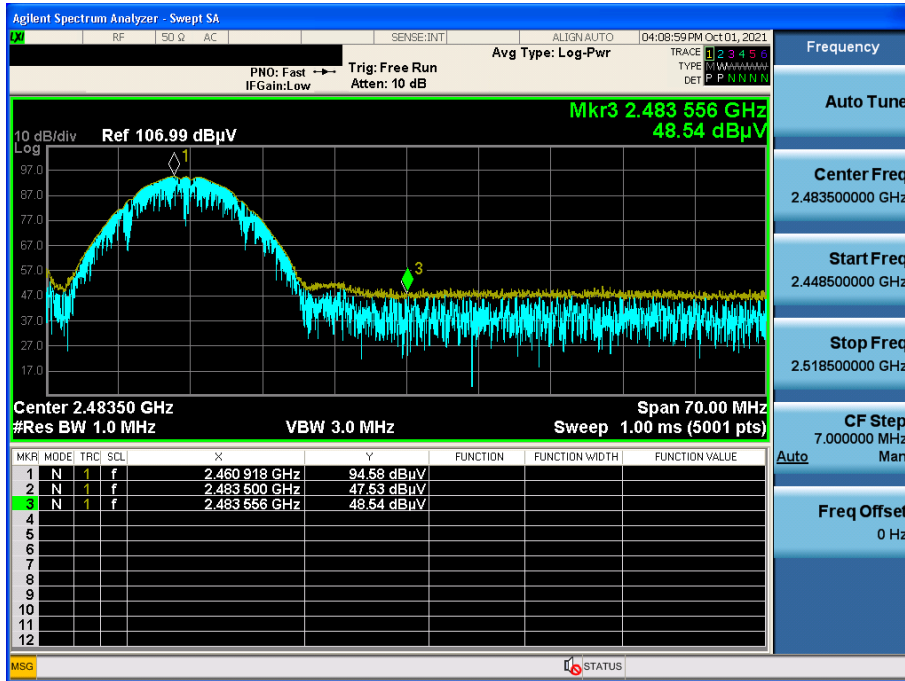 Agilent Spectrum Analyzer - Swept SA
LXI RF 50 Ω AC SENSE:INT ALIGN AUTO 04:08:59 PM Oct 01, 2021
Avg Type: Log-Pwr
TRACE 1 2 3 4 5 6
TYPE M W
DET P P N N N N
PNO: Fast
IFGain:Low
Trig: Free Run
Atten: 10 dB
Mkr3 2.483 556 GHz
48.54 dBµV
10 dB/div Ref 106.99 dBµV
Log
97.0
87.0
77.0
67.0
57.0
47.0
37.0
27.0
17.0
1
3
Center 2.48350 GHz Span 70.00 MHz
#Res BW 1.0 MHz VBW 3.0 MHz Sweep 1.00 ms (5001 pts)
MKR MODE TRC SCL X Y FUNCTION FUNCTION WIDTH FUNCTION VALUE
1 N 1 f 2.460 918 GHz 94.58 dBµV
2 N 1 f 2.483 500 GHz 47.53 dBµV
3 N 1 f 2.483 556 GHz 48.54 dBµV
4
5
6
7
8
9
10
11
12
MSG STATUS
Frequency
Auto Tune
Center Freq
2.483500000 GHz
Start Freq
2.448500000 GHz
Stop Freq
2.518500000 GHz
CF Step
7.000000 MHz
Auto Man
Freq Offset
0 Hz